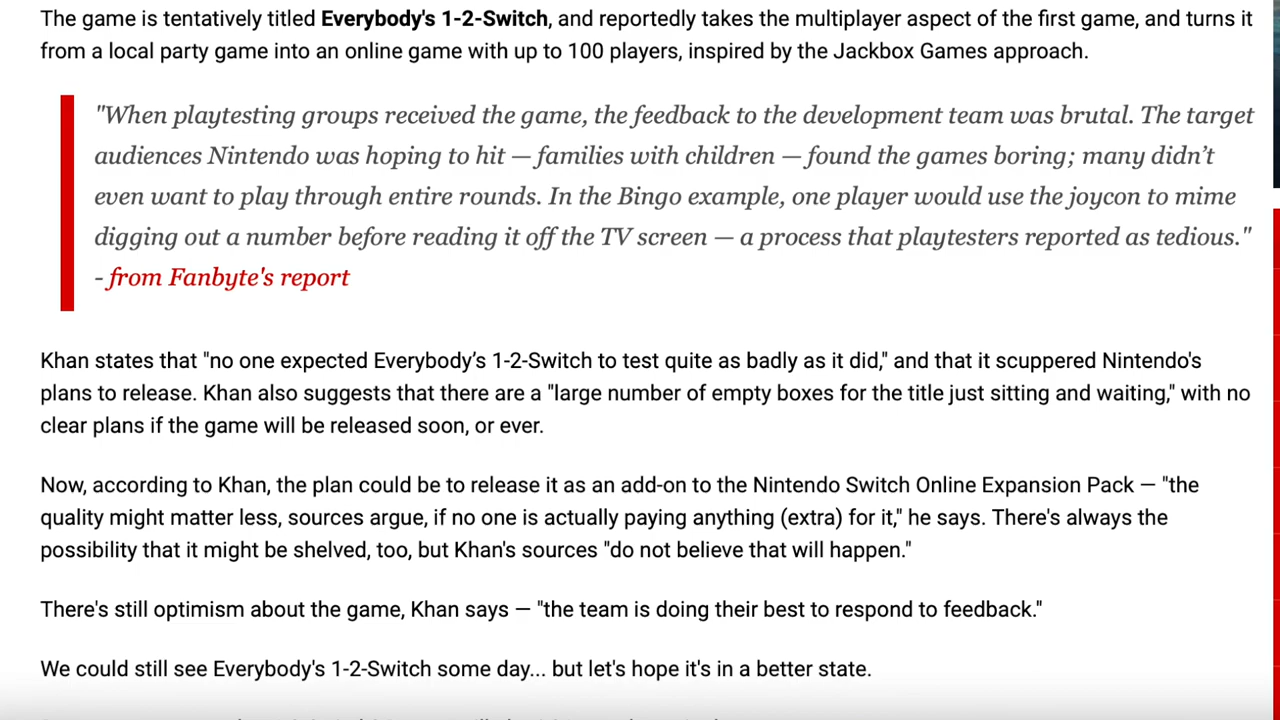 The game is tentatively titled Everybody's 1-2-Switch, and reportedly takes the multiplayer aspect of the first game, and turns it
from a local party game into an online game with up to 100 players, inspired by the Jackbox Games approach.
"When playtesting groups received the game, the feedback to the development team was brutal. The target
audiences Nintendo was hoping to hit — families with children — found the games boring; many didn’t
even want to play through entire rounds. In the Bingo example, one player would use the joycon to mime
digging out a number before reading it off the TV screen — a process that playtesters reported as tedious."
- from Fanbyte's report
Khan states that "no one expected Everybody’s 1-2-Switch to test quite as badly as it did," and that it scuppered Nintendo's
plans to release. Khan also suggests that there are a "large number of empty boxes for the title just sitting and waiting," with no
clear plans if the game will be released soon, or ever.
Now, according to Khan, the plan could be to release it as an add-on to the Nintendo Switch Online Expansion Pack — "the
quality might matter less, sources argue, if no one is actually paying anything (extra) for it," he says. There's always the
possibility that it might be shelved, too, but Khan's sources "do not believe that will happen."
There's still optimism about the game, Khan says — "the team is doing their best to respond to feedback."
We could still see Everybody's 1-2-Switch some day... but let's hope it's in a better state.